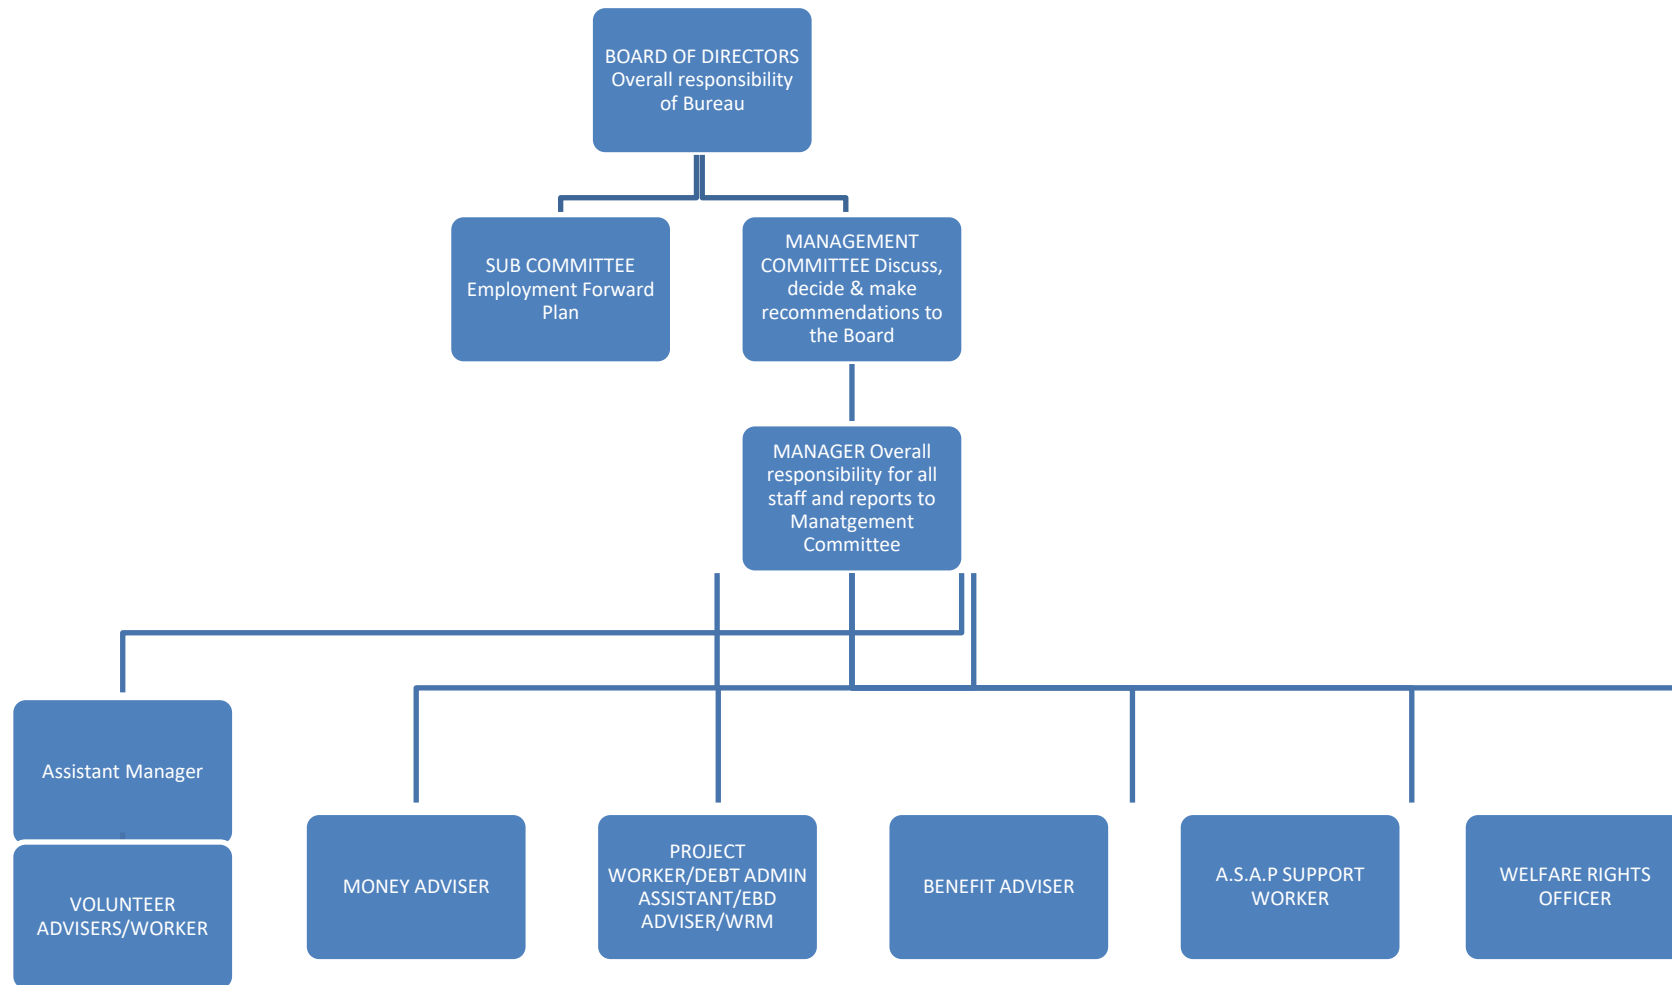 BOARD OF DIRECTORS
Overall responsibility
of Bureau
SUB COMMITTEE
Employment Forward
Plan
MANAGEMENT
COMMITTEE Discuss,
decide & make
recommendations to
the Board
MANAGER Overall
responsibility for all
staff and reports to
Manatgement
Committee
Assistant Manager
VOLUNTEER
ADVISERS/WORKER
MONEY ADVISER
PROJECT
WORKER/DEBT ADMIN
ASSISTANT/EBD
ADVISER/WRM
BENEFIT ADVISER
A.S.A.P SUPPORT
WORKER
WELFARE RIGHTS
OFFICER